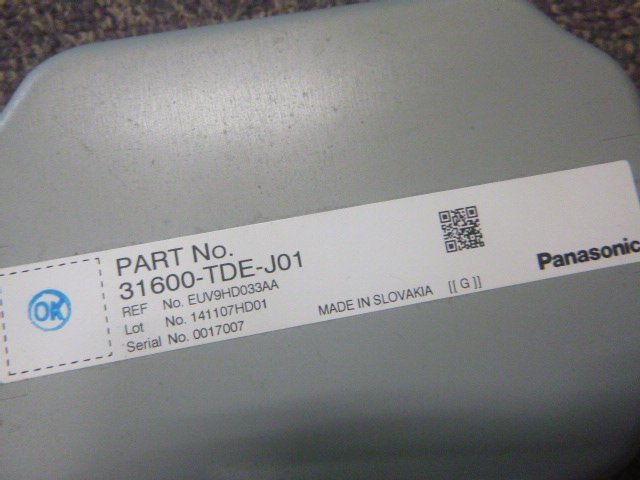 OK
PART No.
31600-TDE-J01
REF No. EUV9HD033AA
Lot No. 141107HD01
Serial No. 0017007
MADE IN SLOVAKIA [[ G ]]
Panasonic